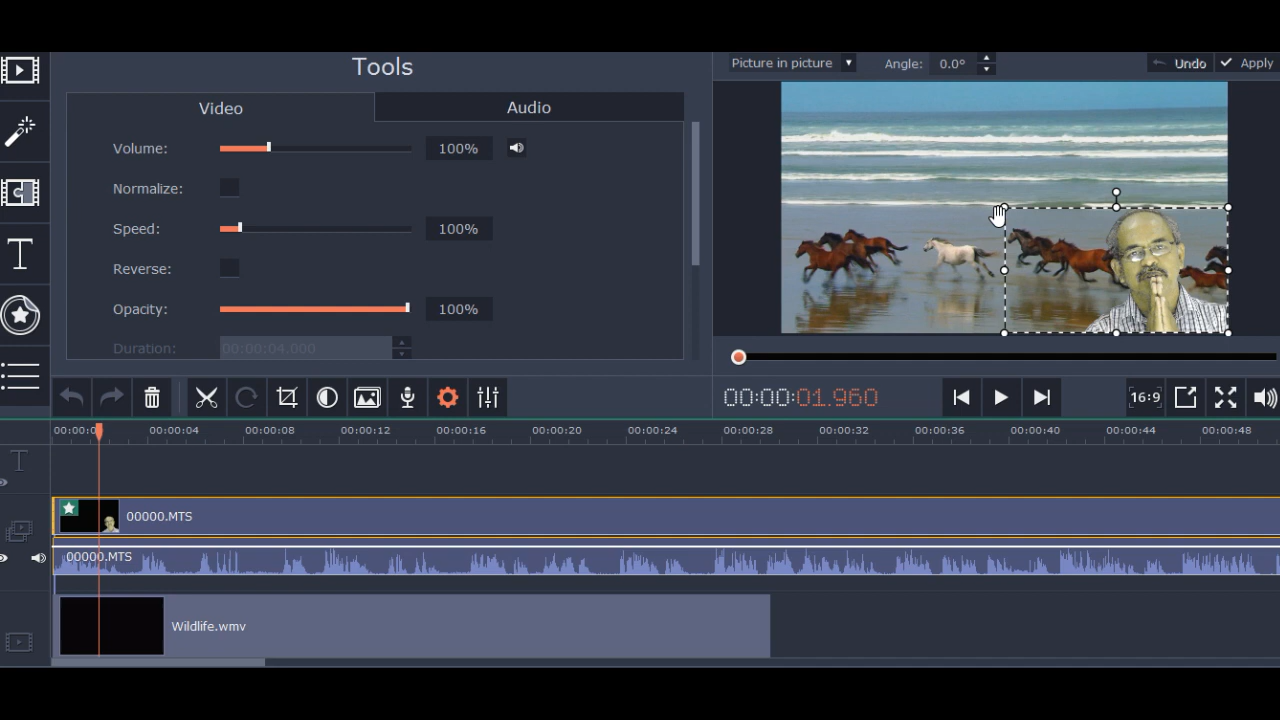 Tools
Picture in picture
Angle: 0.0°
Undo
Apply
Video
Audio
Volume: 100%
Normalize:
Speed: 100%
Reverse:
Opacity: 100%
Duration: 00:00:04.000
00:00:01.960
16:9
00:00:0
00:00:04
00:00:08
00:00:12
00:00:16
00:00:20
00:00:24
00:00:28
00:00:32
00:00:36
00:00:40
00:00:44
00:00:48
T
T
00000.MTS
00000.MTS
Wildlife.wmv